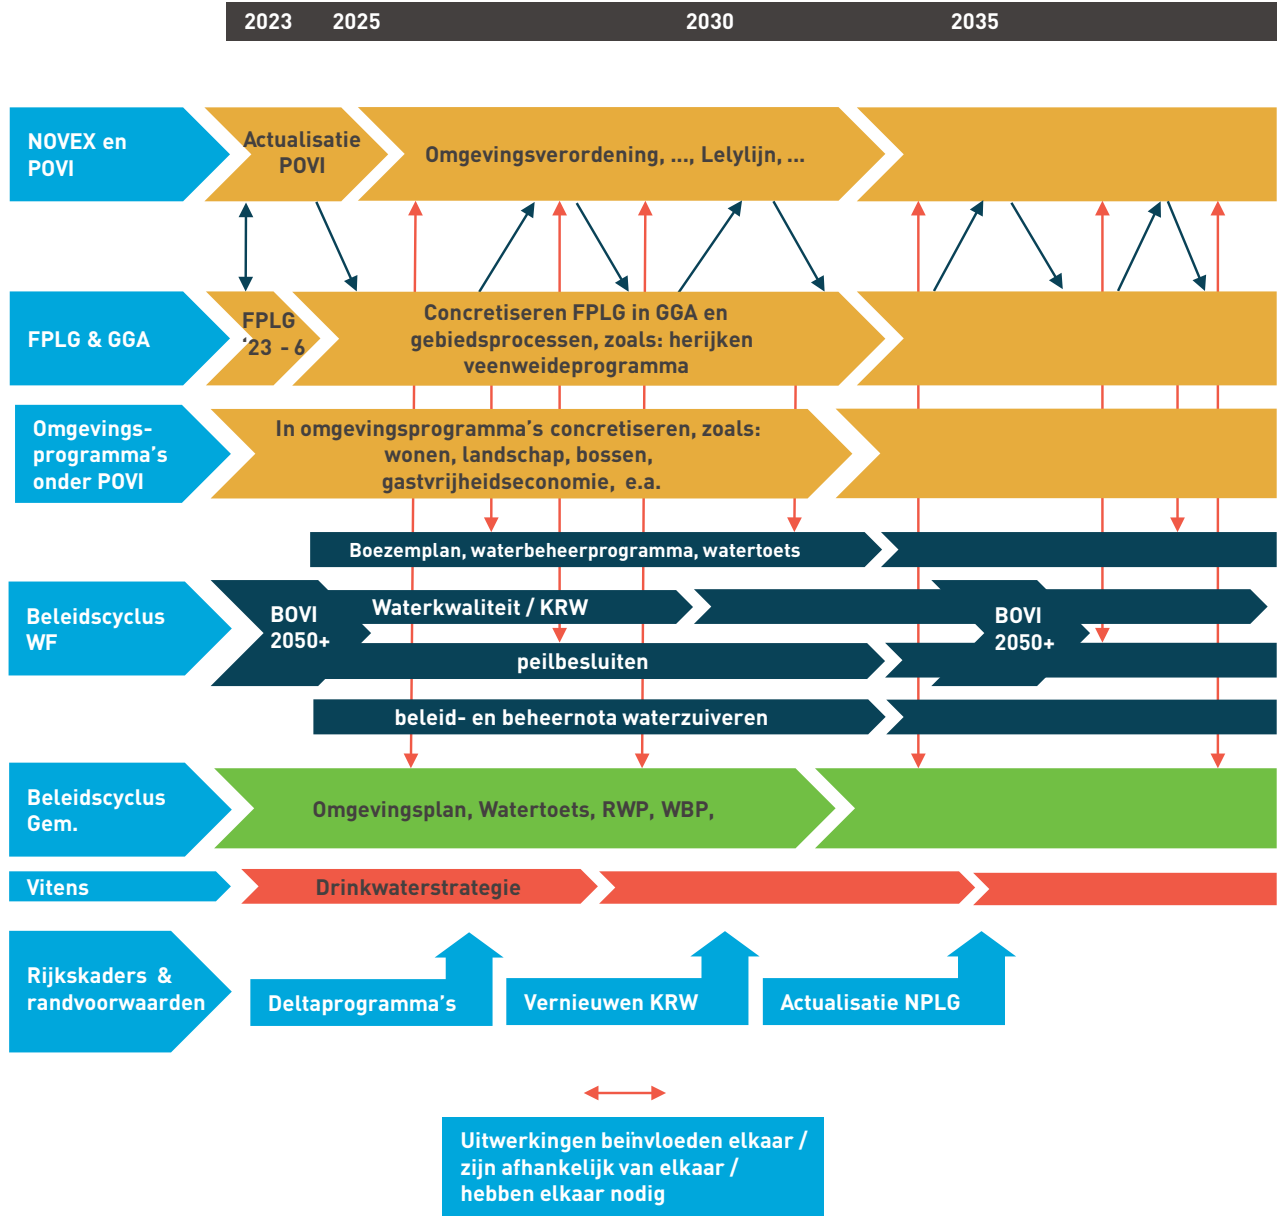 2023 2025 2030 2035
NOVEX en
POVI
Actualisatie
POVI
Omgevingsverordening, ..., Lelylijn, ...
FPLG & GGA
FPLG
‘23 - 6
Concretiseren FPLG in GGA en
gebiedsprocessen, zoals: herijken
veenweideprogramma
Omgevings-
programma’s
onder POVI
In omgevingsprogramma’s concretiseren, zoals:
wonen, landschap, bossen,
gastvrijheidseconomie, e.a.
Boezemplan, waterbeheerprogramma, watertoets
Beleidscyclus
WF
BOVI
2050+
Waterkwaliteit / KRW
BOVI
2050+
peilbesluiten
beleid- en beheernota waterzuiveren
Beleidscyclus
Gem.
Omgevingsplan, Watertoets, RWP, WBP,
Vitens
Drinkwaterstrategie
Rijkskaders &
randvoorwaarden
Deltaprogramma’s
Vernieuwen KRW
Actualisatie NPLG
Uitwerkingen beïnvloeden elkaar /
zijn afhankelijk van elkaar /
hebben elkaar nodig